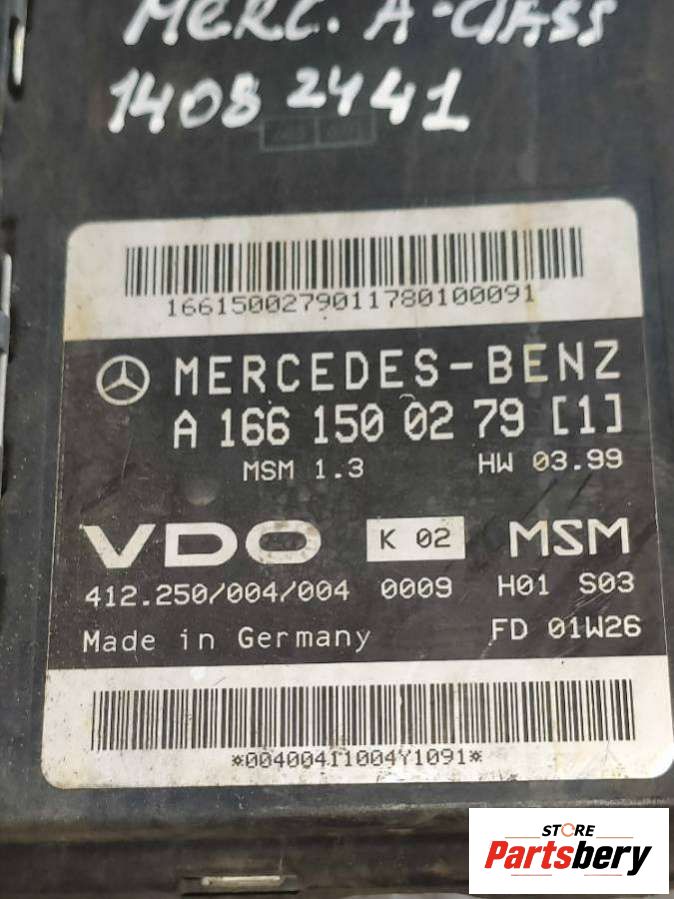 MERC. A-CLASS
1408 2441
1661500279011780100091
MERCEDES-BENZ
A 166 150 02 79 [1]
MSM 1.3 HW 03.99
VDO K 02 MSM
412.250/004/004 0009 H01 S03
Made in Germany FD 01W26
*00400411004Y1091*
STORE
Partsbery